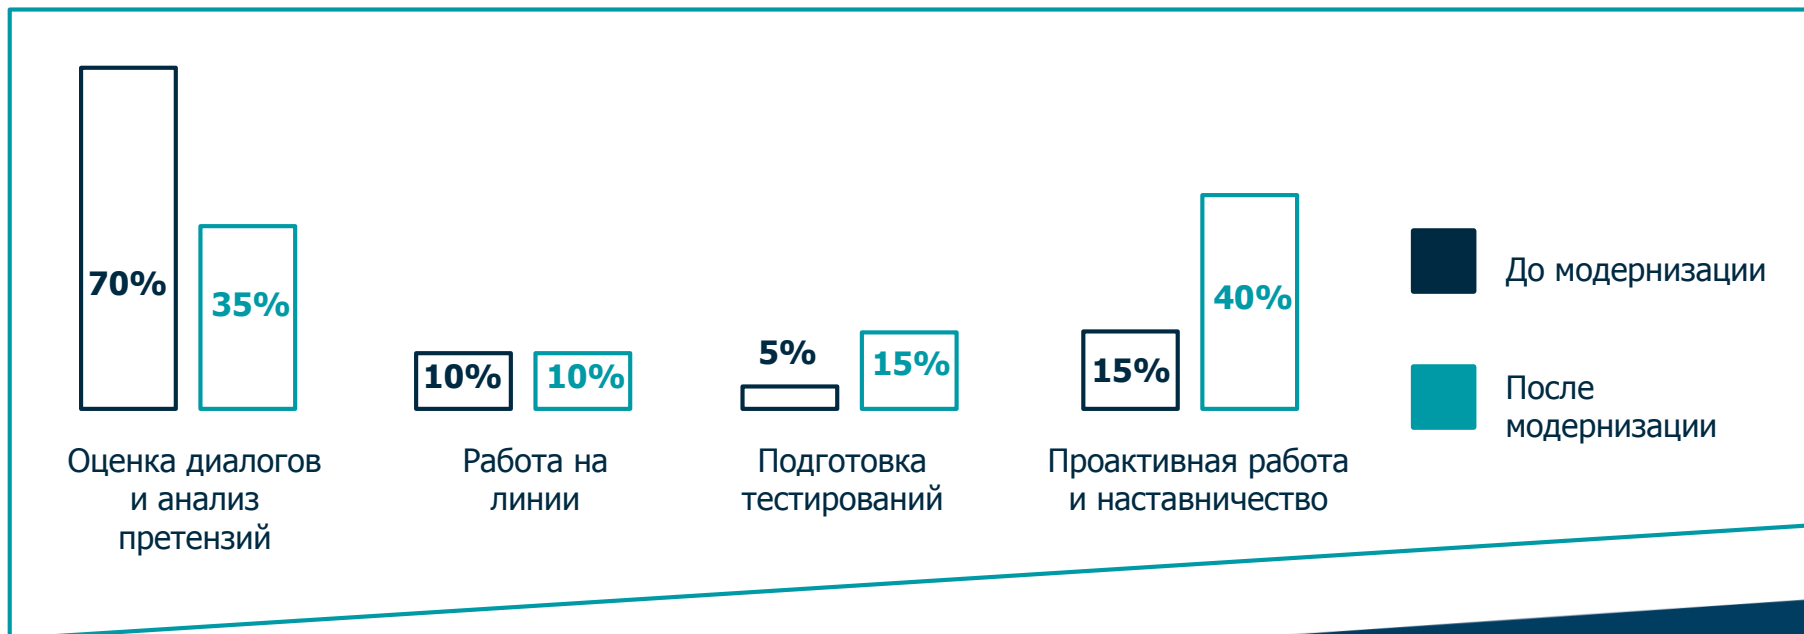 70%
35%
10%
10%
5%
15%
15%
40%
Оценка диалогов
и анализ
претензий
Работа на
линии
Подготовка
тестирований
Проактивная работа
и наставничество
До модернизации
После
модернизации